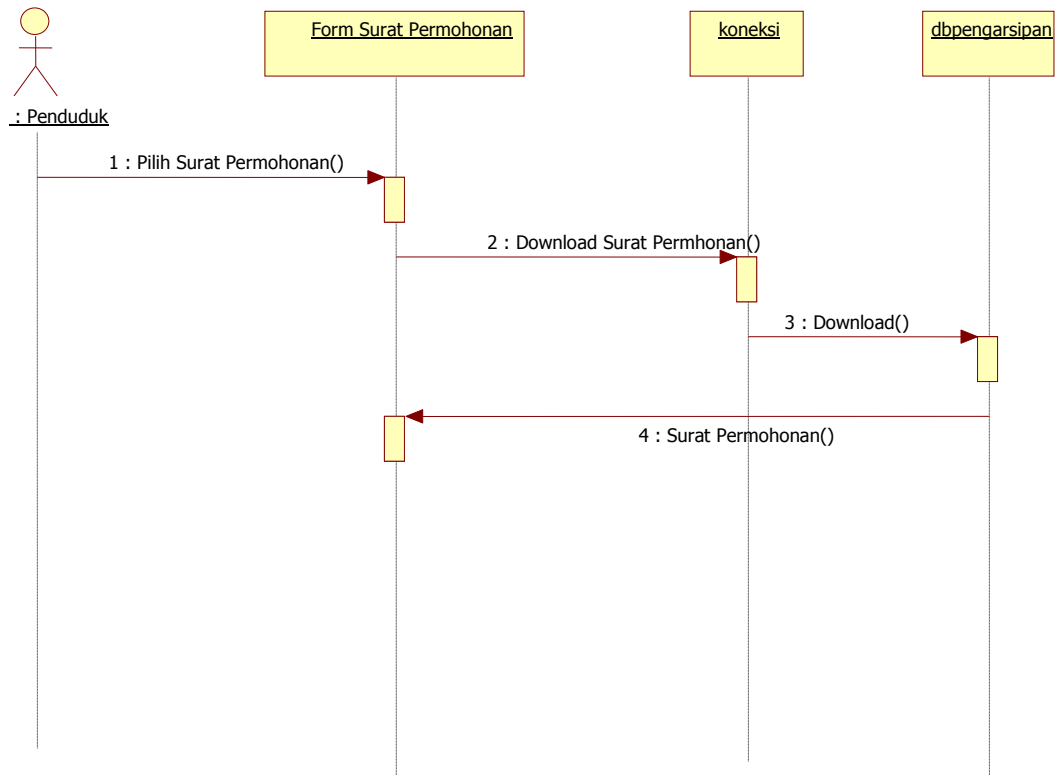 Form Surat Permohonan
koneksi
dbpengarsipan
: Penduduk
1 : Pilih Surat Permohonan()
2 : Download Surat Permhonan()
3 : Download()
4 : Surat Permohonan()